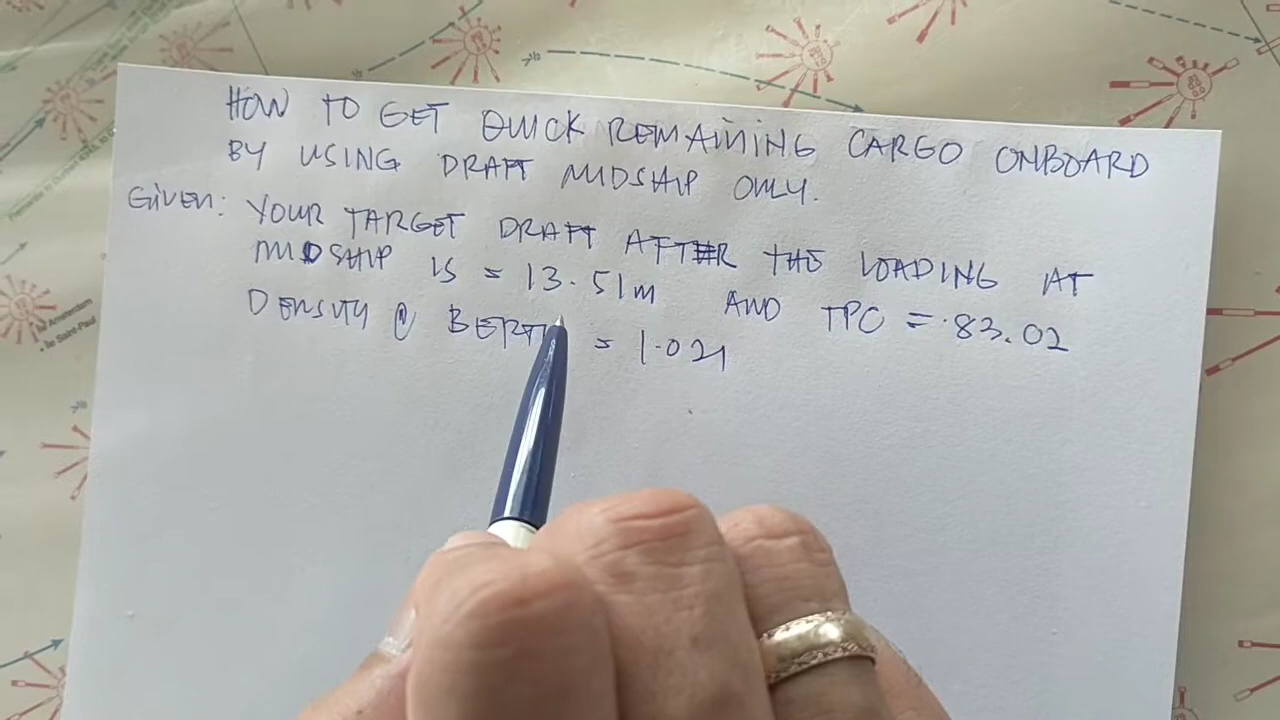 HOW TO GET QUICK REMAINING CARGO ONBOARD
BY USING DRAFT MIDSHIP ONLY.
GIVEN: YOUR TARGET DRAFT AFTER THE LOADING AT
MIDSHIP IS = 13.51m AND TPC = 83.02
DENSITY @ = 1.021